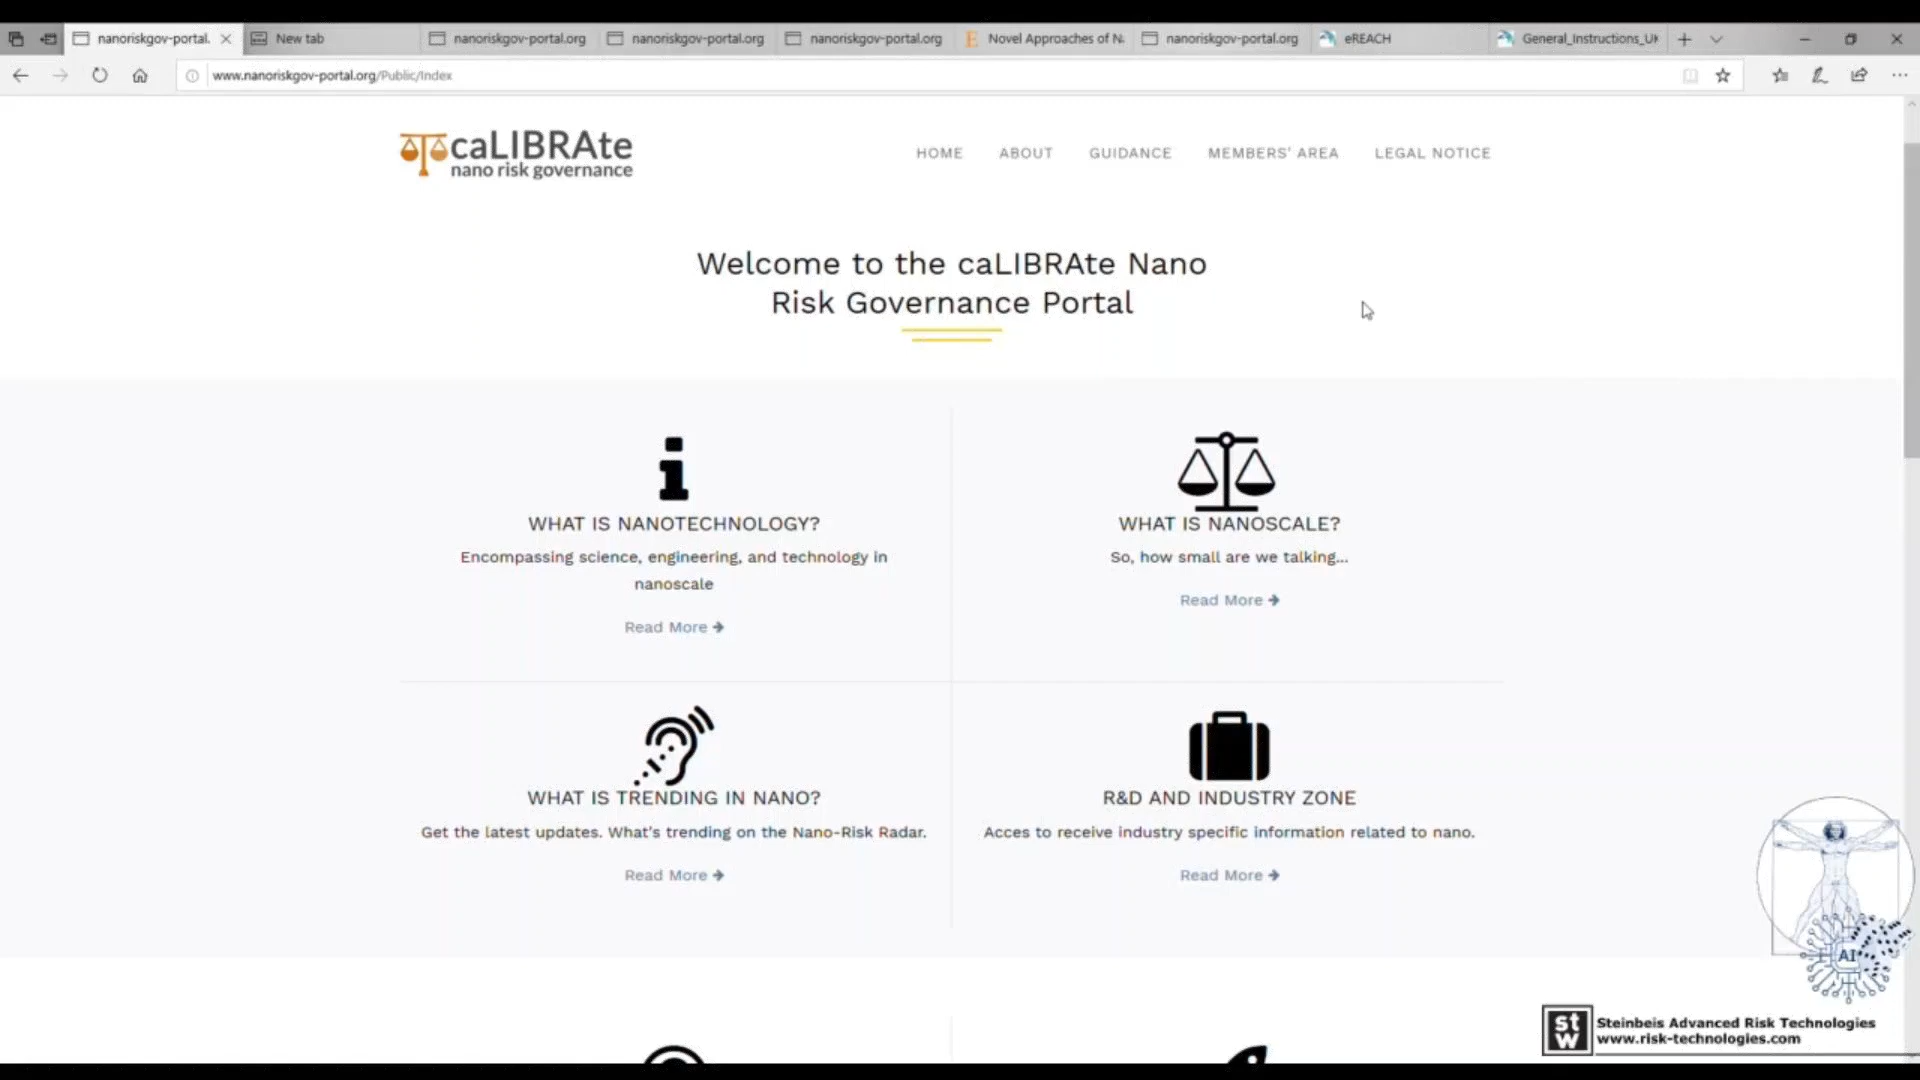 nanoriskgov-portal.
New tab
nanoriskgov-portal.org
nanoriskgov-portal.org
nanoriskgov-portal.org
Novel Approaches of N
nanoriskgov-portal.org
eREACH
General_Instructions_UK
www.nanoriskgov-portal.org/Public/Index
caLIBRAte
nano risk governance
HOME
ABOUT
GUIDANCE
MEMBERS' AREA
LEGAL NOTICE
Welcome to the caLIBRAte Nano
Risk Governance Portal
WHAT IS NANOTECHNOLOGY?
Encompassing science, engineering, and technology in
nanoscale
Read More
WHAT IS NANOSCALE?
So, how small are we talking...
Read More
WHAT IS TRENDING IN NANO?
Get the latest updates. What's trending on the Nano-Risk Radar.
Read More
R&D AND INDUSTRY ZONE
Acces to receive industry specific information related to nano.
Read More
AI
st
w
Steinbeis Advanced Risk Technologies
www.risk-technologies.com